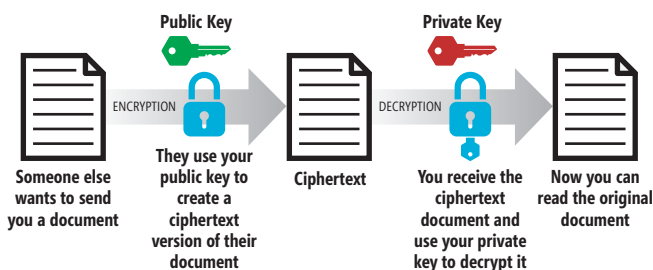 Public Key
Private Key
ENCRYPTION
DECRYPTION
Someone else
wants to send
you a document
They use your
public key to
create a
ciphertext
version of their
document
Ciphertext
You receive the
ciphertext
document and
use your private
key to decrypt it
Now you can
read the original
document